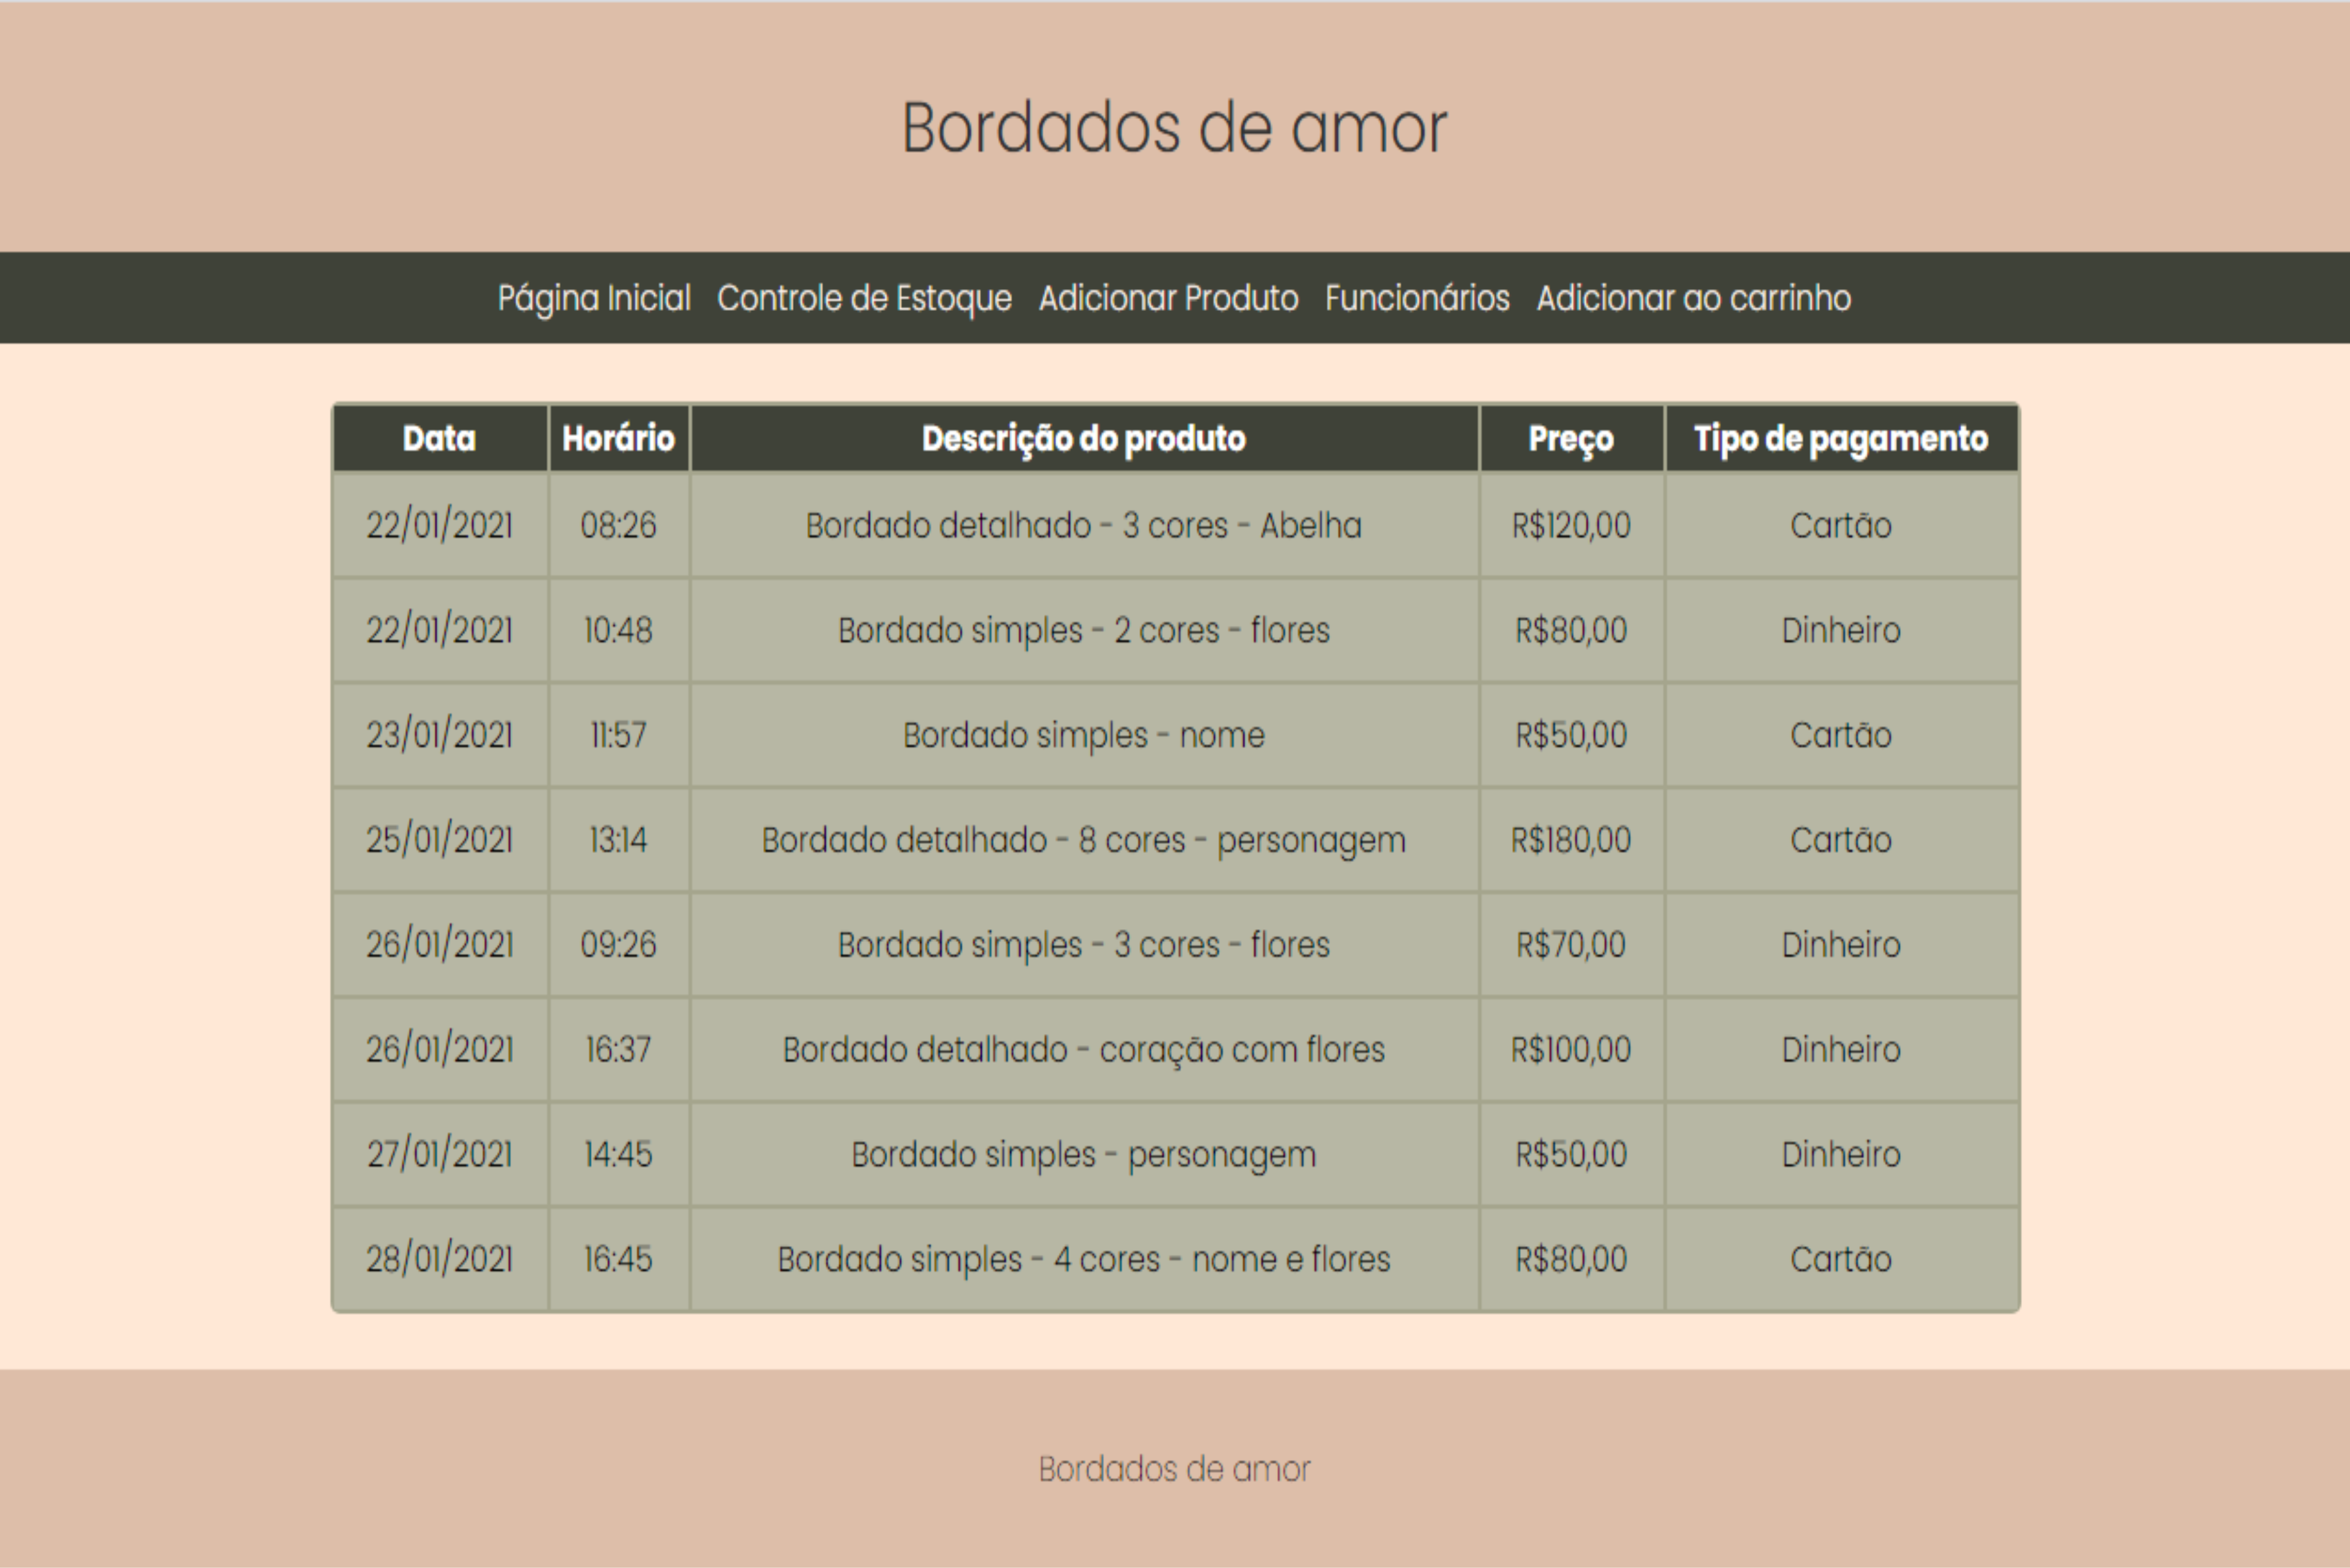 Bordados de amor
Página Inicial Controle de Estoque Adicionar Produto Funcionários Adicionar ao carrinho
Data Horário Descrição do produto Preço Tipo de pagamento
22/01/2021 08:26 Bordado detalhado - 3 cores - Abelha R$120,00 Cartão
22/01/2021 10:48 Bordado simples - 2 cores - flores R$80,00 Dinheiro
23/01/2021 11:57 Bordado simples - nome R$50,00 Cartão
25/01/2021 13:14 Bordado detalhado - 8 cores - personagem R$180,00 Cartão
26/01/2021 09:26 Bordado simples - 3 cores - flores R$70,00 Dinheiro
26/01/2021 16:37 Bordado detalhado - coração com flores R$100,00 Dinheiro
27/01/2021 14:45 Bordado simples - personagem R$50,00 Dinheiro
28/01/2021 16:45 Bordado simples - 4 cores - nome e flores R$80,00 Cartão
Bordados de amor